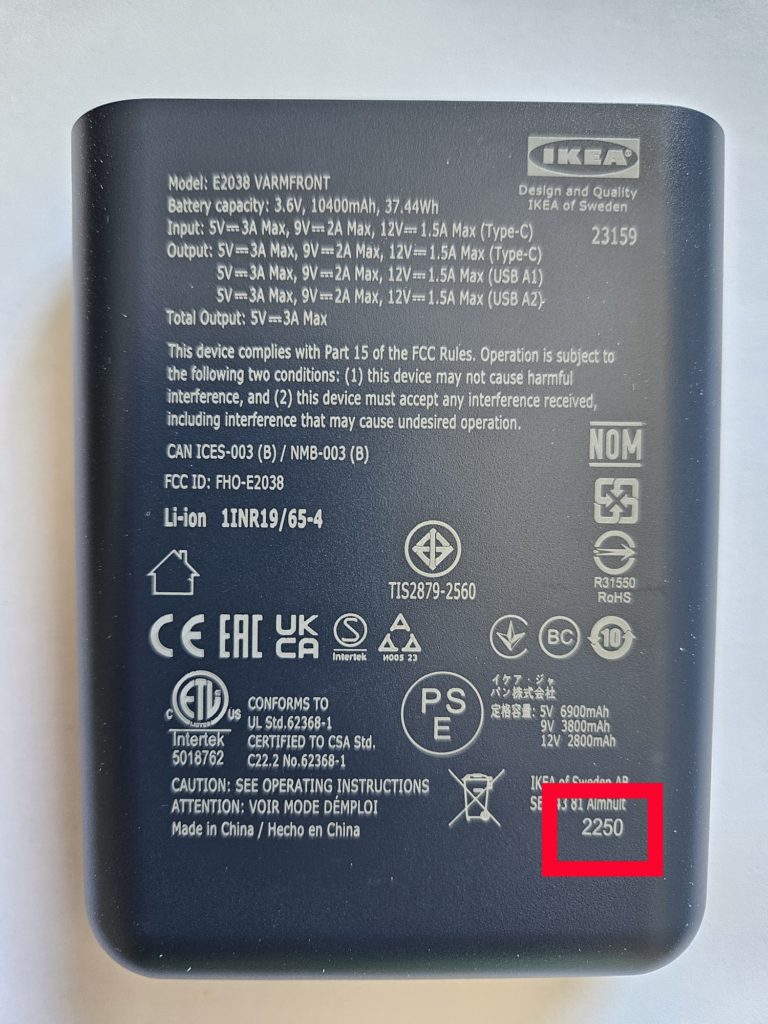 IKEA
Design and Quality
IKEA of Sweden
23159
Model: E2038 VARMFRONT
Battery capacity: 3.6V, 10400mAh, 37.44Wh
Input: 5V⎓3A Max, 9V⎓2A Max, 12V⎓1.5A Max (Type-C)
Output: 5V⎓3A Max, 9V⎓2A Max, 12V⎓1.5A Max (Type-C)
5V⎓3A Max, 9V⎓2A Max, 12V⎓1.5A Max (USB A1)
5V⎓3A Max, 9V⎓2A Max, 12V⎓1.5A Max (USB A2)
Total Output: 5V⎓3A Max
This device complies with Part 15 of the FCC Rules. Operation is subject to
the following two conditions: (1) this device may not cause harmful
interference, and (2) this device must accept any interference received,
including interference that may cause undesired operation.
CAN ICES-003 (B) / NMB-003 (B)
FCC ID: FHO-E2038
Li-ion 1INR19/65-4
NOM
R31550
RoHS
TIS2879-2560
CE EAC UK
CA
S
Intertek
И005 23
BC
10
ETL
LISTED
C US
Intertek
5018762
CONFORMS TO
UL Std.62368-1
CERTIFIED TO CSA Std.
C22.2 No.62368-1
PS
E
イケア・ジャ
パン株式会社
定格容量: 5V 6900mAh
9V 3800mAh
12V 2800mAh
CAUTION: SEE OPERATING INSTRUCTIONS
ATTENTION: VOIR MODE DÉMPLOI
Made in China / Hecho en China
IKEA of Sweden AB
43 81 Älmhult
2250